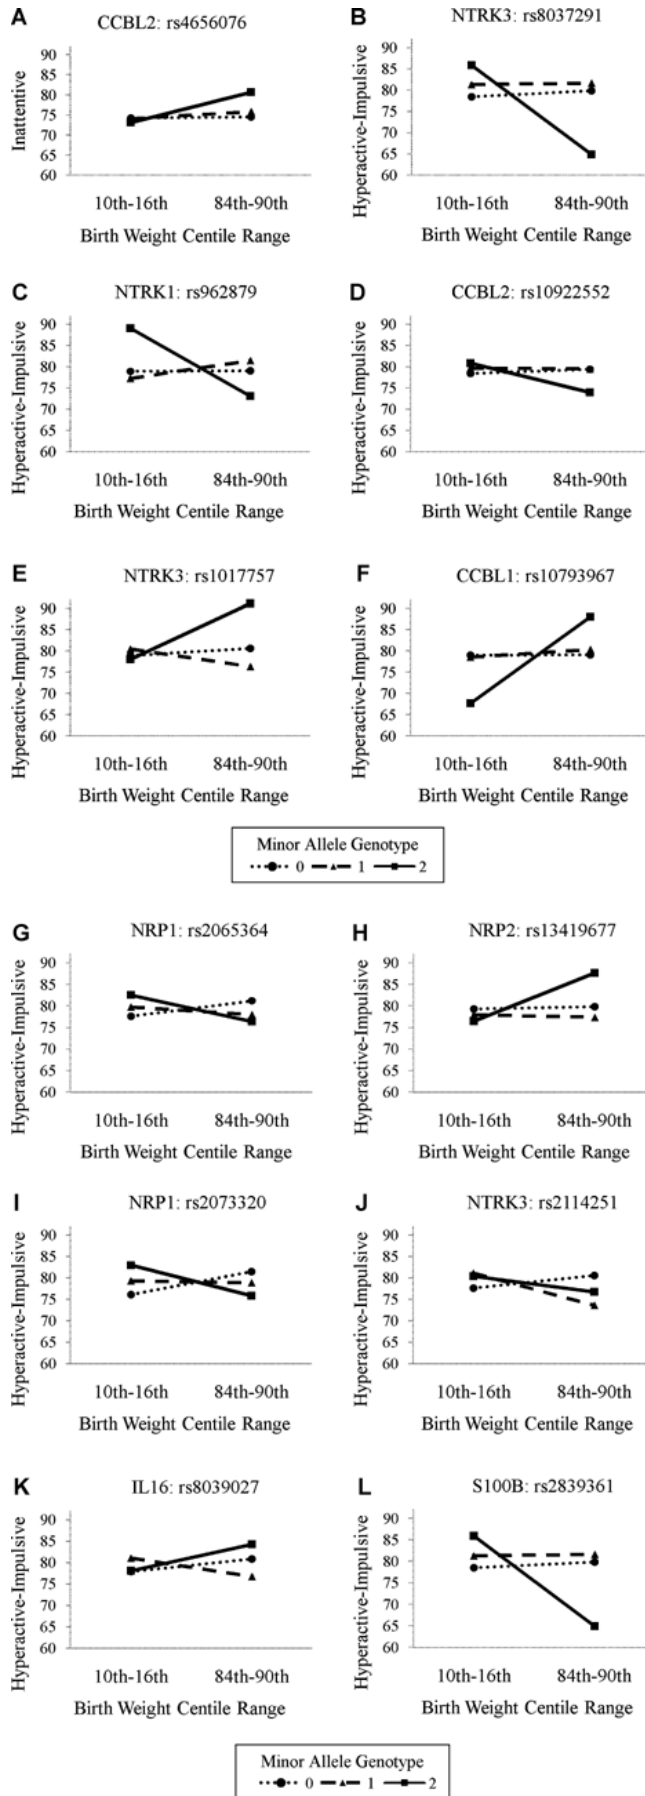 A
CCBL2: rs4656076
Inattentive
90
85
80
75
70
65
60
10th-16th 84th-90th
Birth Weight Centile Range
B
NTRK3: rs8037291
Hyperactive-Impulsive
90
85
80
75
70
65
60
10th-16th 84th-90th
Birth Weight Centile Range
C
NTRK1: rs962879
Hyperactive-Impulsive
90
85
80
75
70
65
60
10th-16th 84th-90th
Birth Weight Centile Range
D
CCBL2: rs10922552
Hyperactive-Impulsive
90
85
80
75
70
65
60
10th-16th 84th-90th
Birth Weight Centile Range
E
NTRK3: rs1017757
Hyperactive-Impulsive
90
85
80
75
70
65
60
10th-16th 84th-90th
Birth Weight Centile Range
F
CCBL1: rs10793967
Hyperactive-Impulsive
90
85
80
75
70
65
60
10th-16th 84th-90th
Birth Weight Centile Range
Minor Allele Genotype
0 1 2
G
NRP1: rs2065364
Hyperactive-Impulsive
90
85
80
75
70
65
60
10th-16th 84th-90th
Birth Weight Centile Range
H
NRP2: rs13419677
Hyperactive-Impulsive
90
85
80
75
70
65
60
10th-16th 84th-90th
Birth Weight Centile Range
I
NRP1: rs2073320
Hyperactive-Impulsive
90
85
80
75
70
65
60
10th-16th 84th-90th
Birth Weight Centile Range
J
NTRK3: rs2114251
Hyperactive-Impulsive
90
85
80
75
70
65
60
10th-16th 84th-90th
Birth Weight Centile Range
K
IL16: rs8039027
Hyperactive-Impulsive
90
85
80
75
70
65
60
10th-16th 84th-90th
Birth Weight Centile Range
L
S100B: rs2839361
Hyperactive-Impulsive
90
85
80
75
70
65
60
10th-16th 84th-90th
Birth Weight Centile Range
Minor Allele Genotype
0 1 2